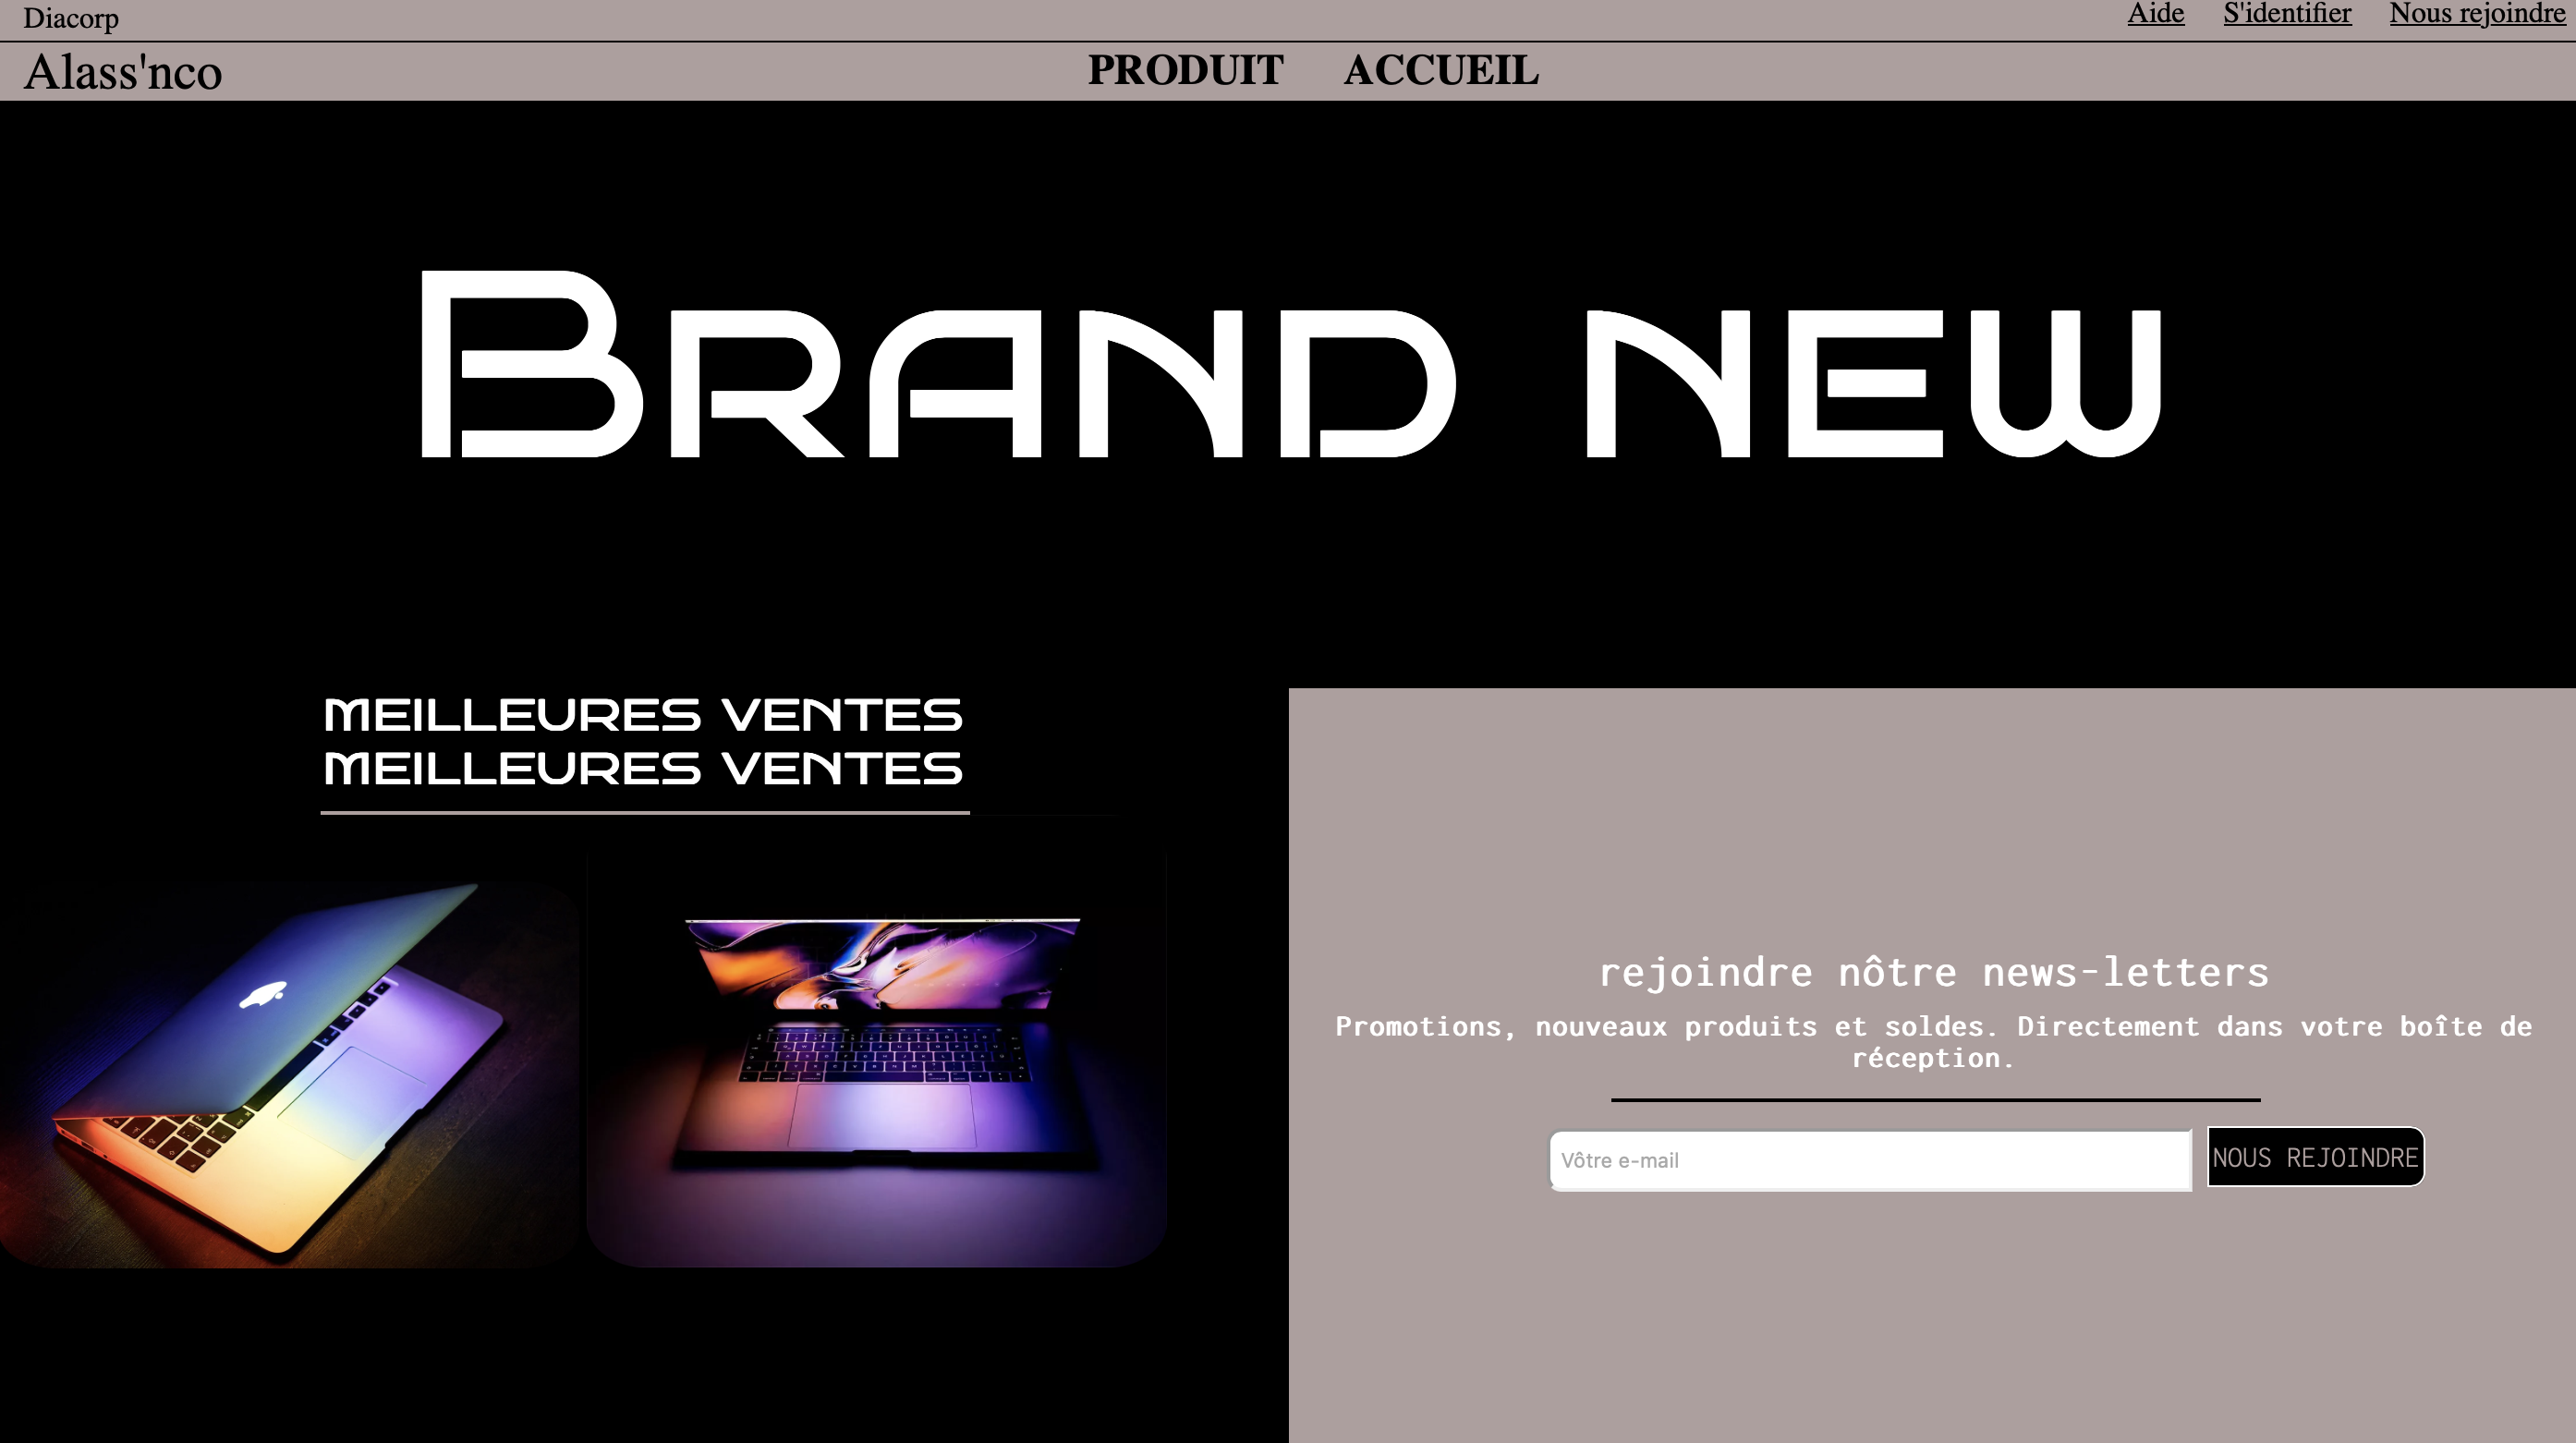 Diacorp
Aide S'identifier Nous rejoindre
Alass'nco
PRODUIT ACCUEIL
Brand new
MEILLEURES VENTES
MEILLEURES VENTES
rejoindre nôtre news-letters
Promotions, nouveaux produits et soldes. Directement dans votre boîte de
réception.
Vôtre e-mail
NOUS REJOINDRE